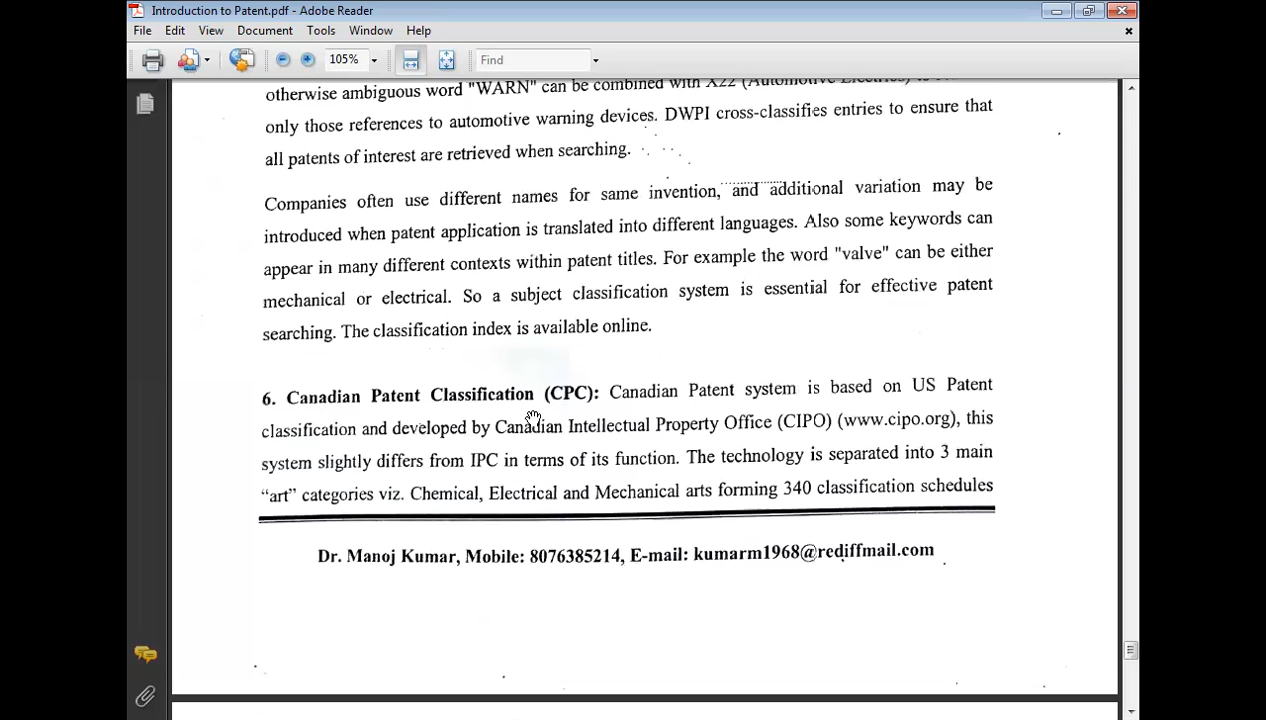 Introduction to Patent.pdf - Adobe Reader
File Edit View Document Tools Window Help
105% Find
otherwise ambiguous word "WARN" can be combined with X22 (Automotive Electrics) to
only those references to automotive warning devices. DWPI cross-classifies entries to ensure that
all patents of interest are retrieved when searching.
Companies often use different names for same invention, and additional variation may be
introduced when patent application is translated into different languages. Also some keywords can
appear in many different contexts within patent titles. For example the word "valve" can be either
mechanical or electrical. So a subject classification system is essential for effective patent
searching. The classification index is available online.
6. Canadian Patent Classification (CPC): Canadian Patent system is based on US Patent
classification and developed by Canadian Intellectual Property Office (CIPO) (www.cipo.org), this
system slightly differs from IPC in terms of its function. The technology is separated into 3 main
“art” categories viz. Chemical, Electrical and Mechanical arts forming 340 classification schedules
Dr. Manoj Kumar, Mobile: 8076385214, E-mail: kumarm1968@rediffmail.com